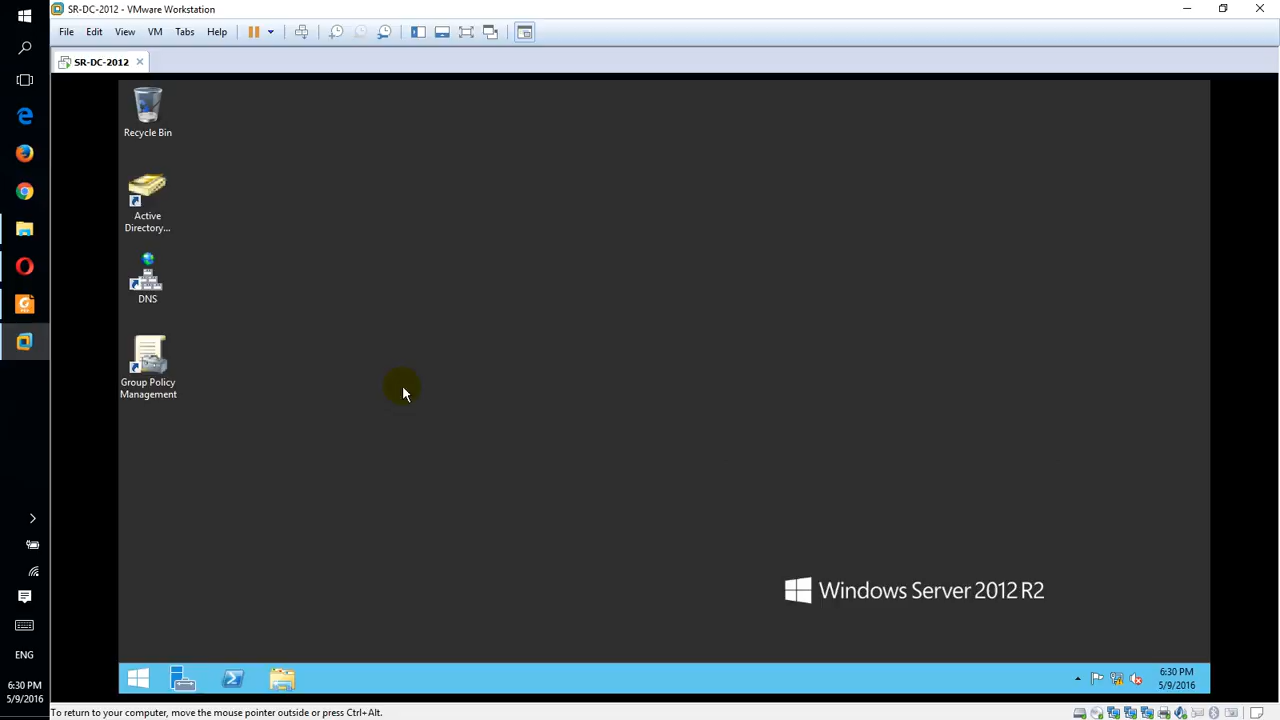 SR-DC-2012 - VMware Workstation
File Edit View VM Tabs Help
SR-DC-2012
Recycle Bin
Active
Directory...
DNS
Group Policy
Management
Windows Server 2012 R2
6:30 PM
5/9/2016
ENG
6:30 PM
5/9/2016
To return to your computer, move the mouse pointer outside or press Ctrl+Alt.